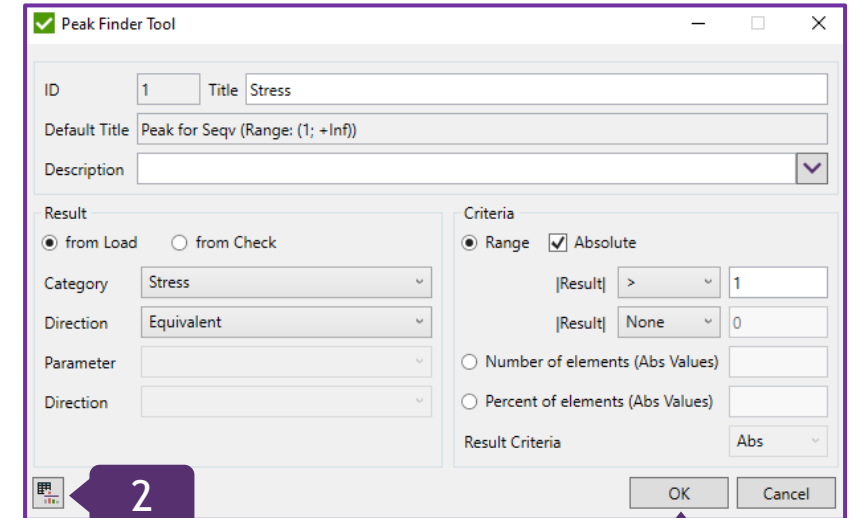 Peak Finder Tool
ID 1 Title Stress
Default Title Peak for Seqv (Range: (1; +Inf))
Description
Result
from Load from Check
Category Stress
Direction Equivalent
Parameter
Direction
Criteria
Range Absolute
|Result| > 1
|Result| None 0
Number of elements (Abs Values)
Percent of elements (Abs Values)
Result Criteria Abs
2
OK Cancel